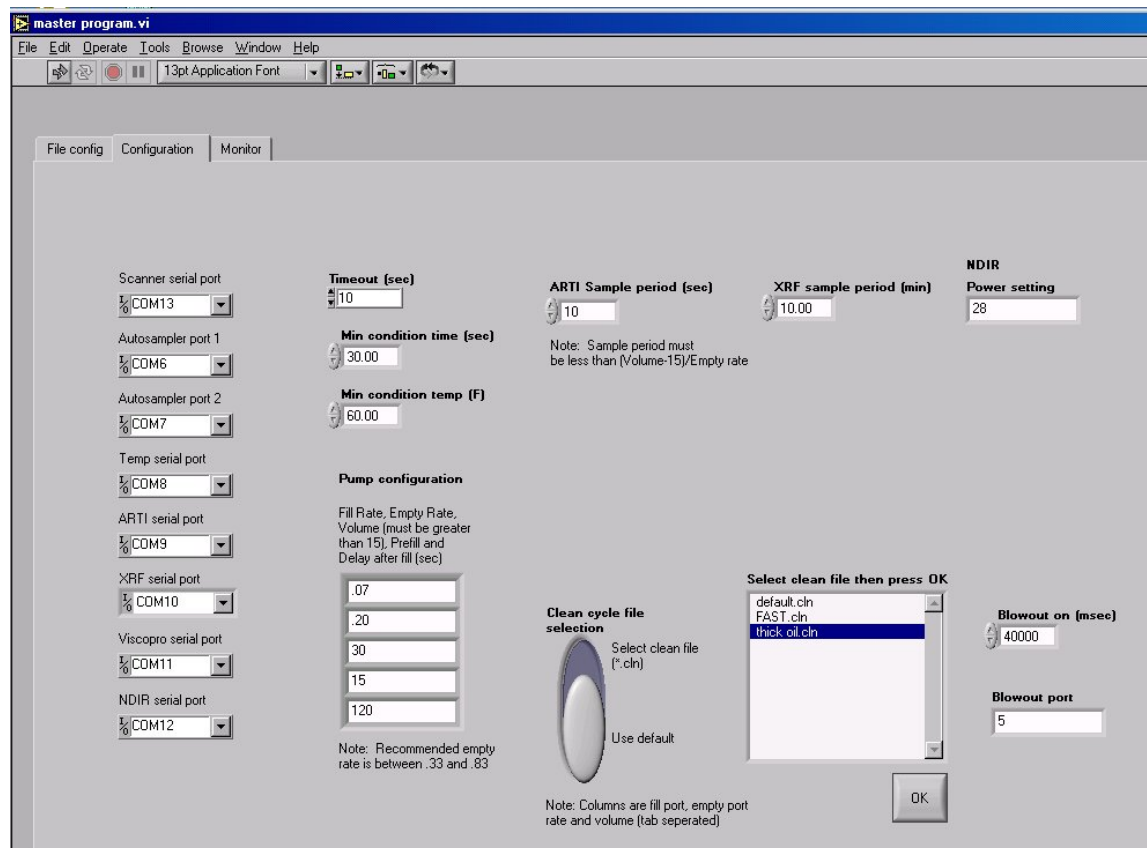 master program.vi
File Edit Operate Tools Browse Window Help
13pt Application Font
File config Configuration Monitor
Scanner serial port
COM13
Autosampler port 1
COM6
Autosampler port 2
COM7
Temp serial port
COM8
ARTI serial port
COM9
XRF serial port
COM10
Viscopro serial port
COM11
NDIR serial port
COM12
Timeout (sec)
10
Min condition time (sec)
30.00
Min condition temp (F)
60.00
Pump configuration
Fill Rate, Empty Rate,
Volume (must be greater
than 15), Prefill and
Delay after fill (sec)
.07
.20
30
15
120
Note: Recommended empty
rate is between .33 and .83
ARTI Sample period (sec)
10
Note: Sample period must
be less than (Volume-15)/Empty rate
XRF sample period (min)
10.00
NDIR
Power setting
28
Clean cycle file
selection
Select clean file
(*.cln)
Use default
Note: Columns are fill port, empty port
rate and volume (tab seperated)
Select clean file then press OK
default.cln
FAST.cln
thick oil.cln
OK
Blowout on (msec)
40000
Blowout port
5